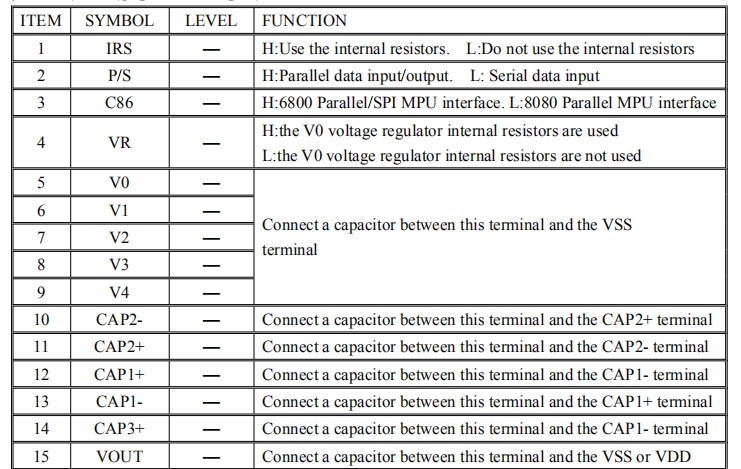 ITEM SYMBOL LEVEL FUNCTION
1 IRS — H:Use the internal resistors. L:Do not use the internal resistors
2 P/S — H:Parallel data input/output. L: Serial data input
3 C86 — H:6800 Parallel/SPI MPU interface. L:8080 Parallel MPU interface
4 VR — H:the V0 voltage regulator internal resistors are used
L:the V0 voltage regulator internal resistors are not used
5 V0 — Connect a capacitor between this terminal and the VSS
terminal
6 V1 —
7 V2 —
8 V3 —
9 V4 —
10 CAP2- — Connect a capacitor between this terminal and the CAP2+ terminal
11 CAP2+ — Connect a capacitor between this terminal and the CAP2- terminal
12 CAP1+ — Connect a capacitor between this terminal and the CAP1- terminal
13 CAP1- — Connect a capacitor between this terminal and the CAP1+ terminal
14 CAP3+ — Connect a capacitor between this terminal and the CAP1- terminal
15 VOUT — Connect a capacitor between this terminal and the VSS or VDD